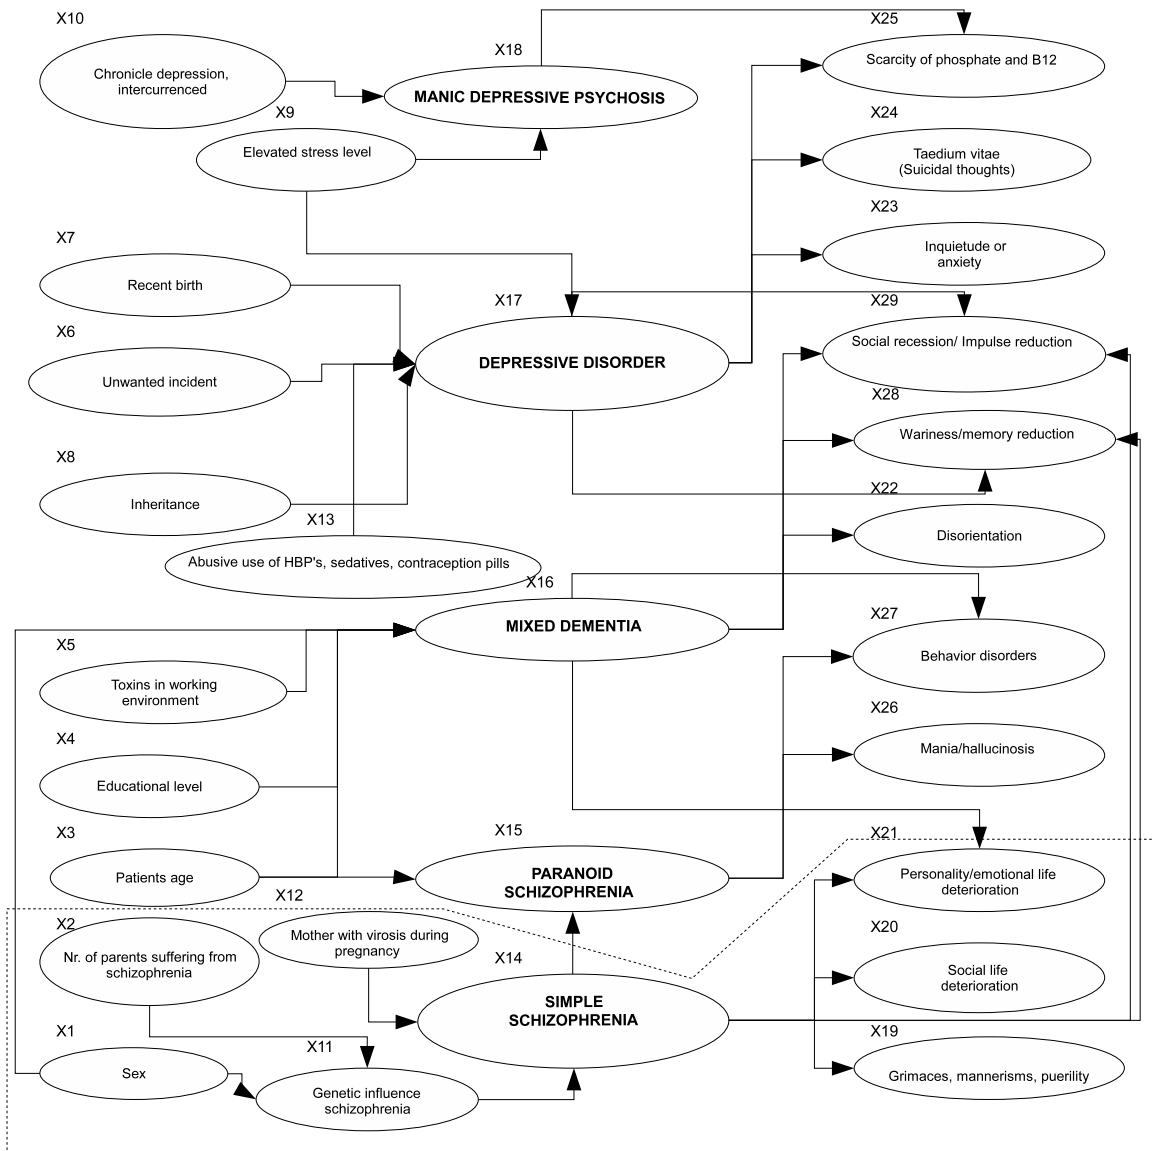 X10
Chronicle depression,
intercurrenced
X18
MANIC DEPRESSIVE PSYCHOSIS
X25
Scarcity of phosphate and B12
X9
Elevated stress level
X24
Taedium vitae
(Suicidal thoughts)
X23
Inquietude or
anxiety
X7
Recent birth
X17
DEPRESSIVE DISORDER
X29
Social recession/ Impulse reduction
X6
Unwanted incident
X28
Wariness/memory reduction
X8
Inheritance
X22
Disorientation
X13
Abusive use of HBP's, sedatives, contraception pills
X16
MIXED DEMENTIA
X27
Behavior disorders
X5
Toxins in working
environment
X26
Mania/hallucinosis
X4
Educational level
X3
Patients age
X15
PARANOID
SCHIZOPHRENIA
X21
Personality/emotional life
deterioration
X12
Mother with virosis during
pregnancy
X2
Nr. of parents suffering from
schizophrenia
X14
SIMPLE
SCHIZOPHRENIA
X20
Social life
deterioration
X1
Sex
X11
Genetic influence
schizophrenia
X19
Grimaces, mannerisms, puerility